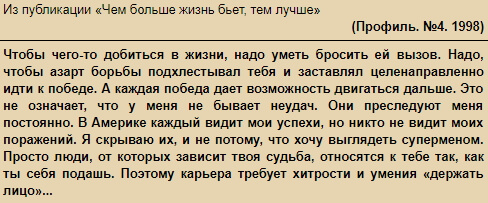 Из публикации «Чем больше жизнь бьет, тем лучше»
(Профиль. №4. 1998)
Чтобы чего-то добиться в жизни, надо уметь бросить ей вызов. Надо,
чтобы азарт борьбы подхлестывал тебя и заставлял целенаправленно
идти к победе. А каждая победа дает возможность двигаться дальше. Это
не означает, что у меня не бывает неудач. Они преследуют меня
постоянно. В Америке каждый видит мои успехи, но никто не видит моих
поражений. Я скрываю их, и не потому, что хочу выглядеть суперменом.
Просто люди, от которых зависит твоя судьба, относятся к тебе так, как
ты себя подашь. Поэтому карьера требует хитрости и умения «держать
лицо»...